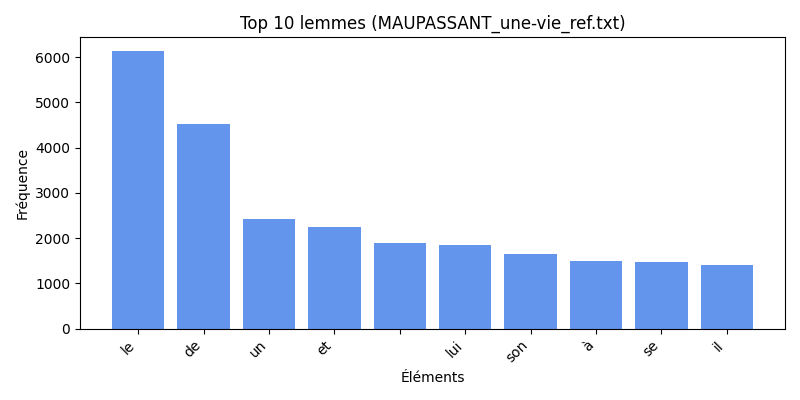 Top 10 lemmes (MAUPASSANT_une-vie_ref.txt)
Fréquence
6000
5000
4000
3000
2000
1000
0
le de un et lui son à se il
Éléments